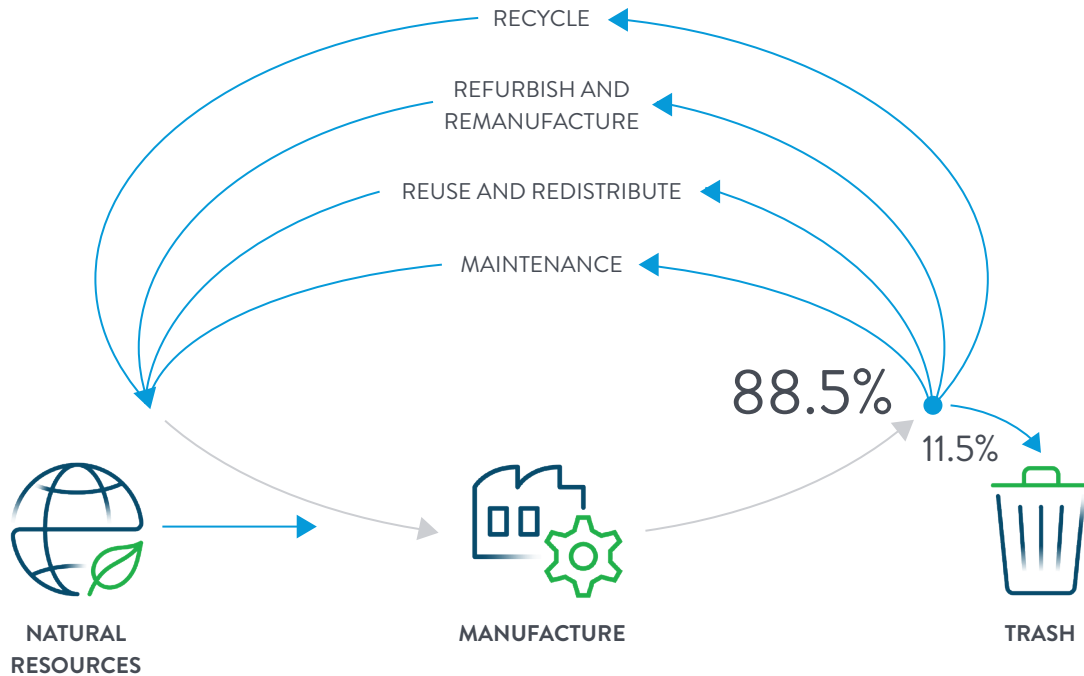 RECYCLE
REFURBISH AND
REMANUFACTURE
REUSE AND REDISTRIBUTE
MAINTENANCE
88.5%
11.5%
NATURAL
RESOURCES
MANUFACTURE
TRASH